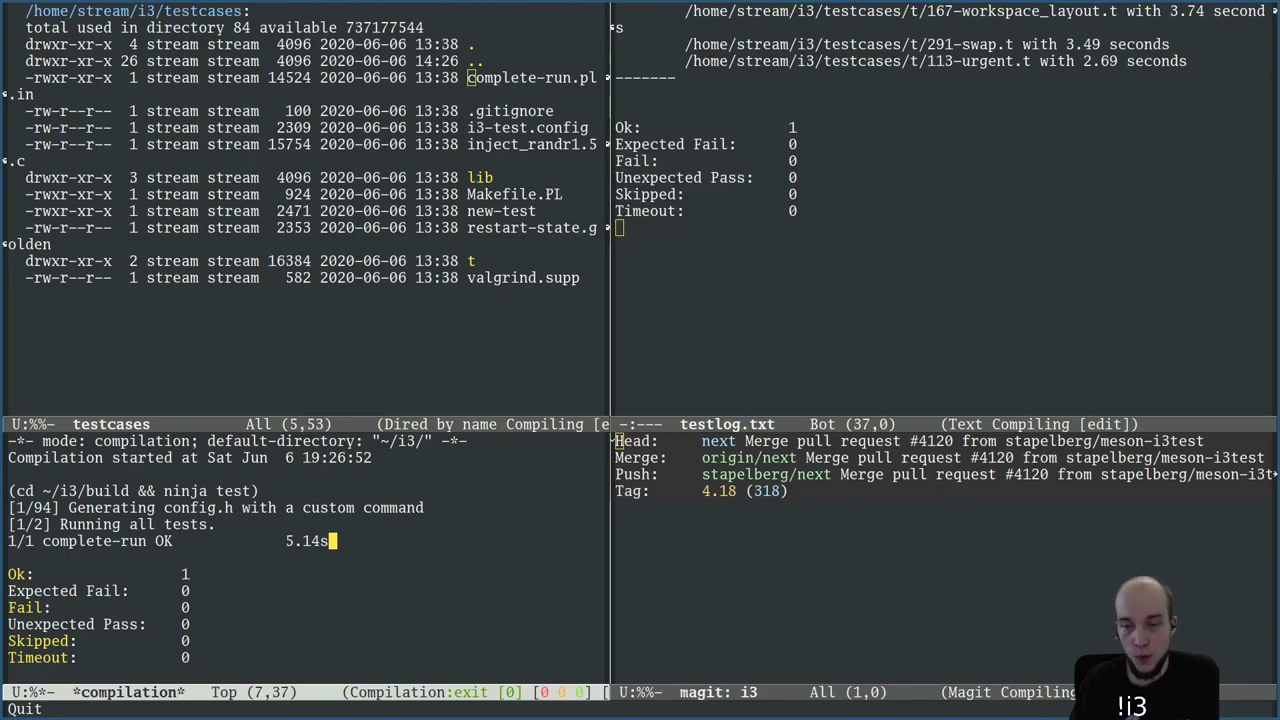 /home/stream/i3/testcases:
total used in directory 84 available 737177544
drwxr-xr-x 4 stream stream 4096 2020-06-06 13:38 .
drwxr-xr-x 26 stream stream 4096 2020-06-06 14:26 ..
-rwxr-xr-x 1 stream stream 14524 2020-06-06 13:38 complete-run.pl
.in
-rw-r--r-- 1 stream stream 100 2020-06-06 13:38 .gitignore
-rw-r--r-- 1 stream stream 2309 2020-06-06 13:38 i3-test.config
-rw-r--r-- 1 stream stream 15754 2020-06-06 13:38 inject_randr1.5
.c
drwxr-xr-x 3 stream stream 4096 2020-06-06 13:38 lib
-rwxr-xr-x 1 stream stream 924 2020-06-06 13:38 Makefile.PL
-rwxr-xr-x 1 stream stream 2471 2020-06-06 13:38 new-test
-rw-r--r-- 1 stream stream 2353 2020-06-06 13:38 restart-state.g
olden
drwxr-xr-x 2 stream stream 16384 2020-06-06 13:38 t
-rw-r--r-- 1 stream stream 582 2020-06-06 13:38 valgrind.supp
U:%%- testcases All (5,53) (Dired by name Compiling [e
/home/stream/i3/testcases/t/167-workspace_layout.t with 3.74 second
s
/home/stream/i3/testcases/t/291-swap.t with 3.49 seconds
/home/stream/i3/testcases/t/113-urgent.t with 2.69 seconds
-------
Ok: 1
Expected Fail: 0
Fail: 0
Unexpected Pass: 0
Skipped: 0
Timeout: 0
-:--- testlog.txt Bot (37,0) (Text Compiling [edit])
-*- mode: compilation; default-directory: "~/i3/" -*-
Compilation started at Sat Jun 6 19:26:52
(cd ~/i3/build && ninja test)
[1/94] Generating config.h with a custom command
[1/2] Running all tests.
1/1 complete-run OK 5.14s
Ok: 1
Expected Fail: 0
Fail: 0
Unexpected Pass: 0
Skipped: 0
Timeout: 0
U:%*- *compilation* Top (7,37) (Compilation:exit [0] [0 0 0] [
Head: next Merge pull request #4120 from stapelberg/meson-i3test
Merge: origin/next Merge pull request #4120 from stapelberg/meson-i3test
Push: stapelberg/next Merge pull request #4120 from stapelberg/meson-i3t
Tag: 4.18 (318)
U:%%- magit: i3 All (1,0) (Magit Compiling
Quit
!i3